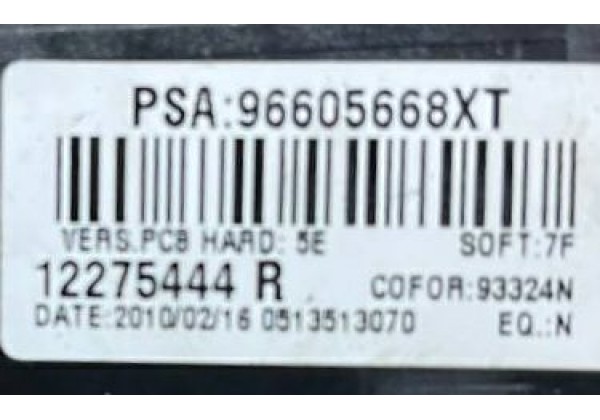 PSA:96605668XT
VERS.PCB HARD: 5E SOFT:7F
12275444 R COFOR:93324N
DATE:2010/02/16 0513513070 EQ.:N